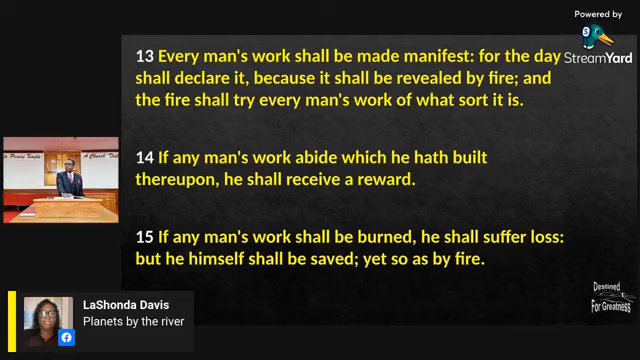 Powered by
StreamYard
13 Every man's work shall be made manifest: for the day
shall declare it, because it shall be revealed by fire; and
the fire shall try every man's work of what sort it is.
14 If any man's work abide which he hath built
thereupon, he shall receive a reward.
15 If any man's work shall be burned, he shall suffer loss:
but he himself shall be saved; yet so as by fire.
Praise Temple
A Church
Destined
For Greatness
LaShonda Davis
Planets by the river